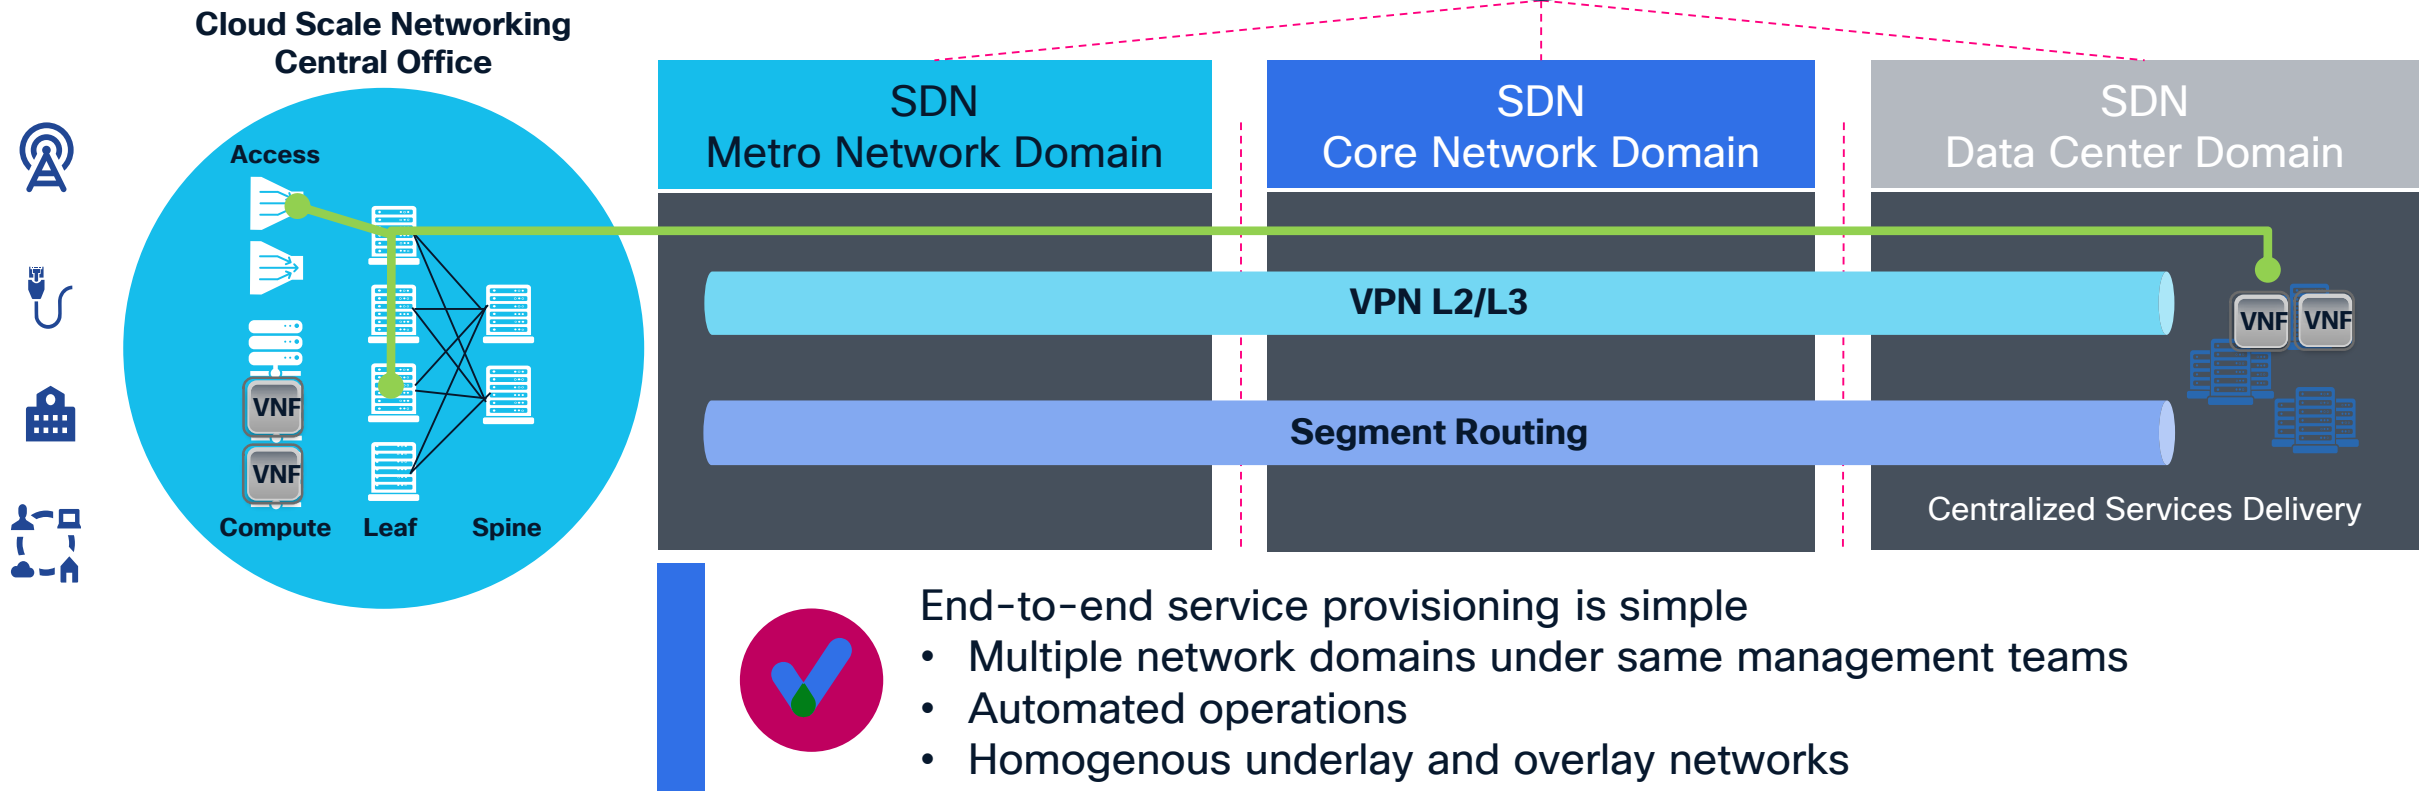 Cloud Scale Networking
Central Office
Access
VNF
VNF
Compute
Leaf
Spine
SDN
Metro Network Domain
SDN
Core Network Domain
SDN
Data Center Domain
VPN L2/L3
Segment Routing
VNF
VNF
Centralized Services Delivery
End-to-end service provisioning is simple
• Multiple network domains under same management teams
• Automated operations
• Homogenous underlay and overlay networks